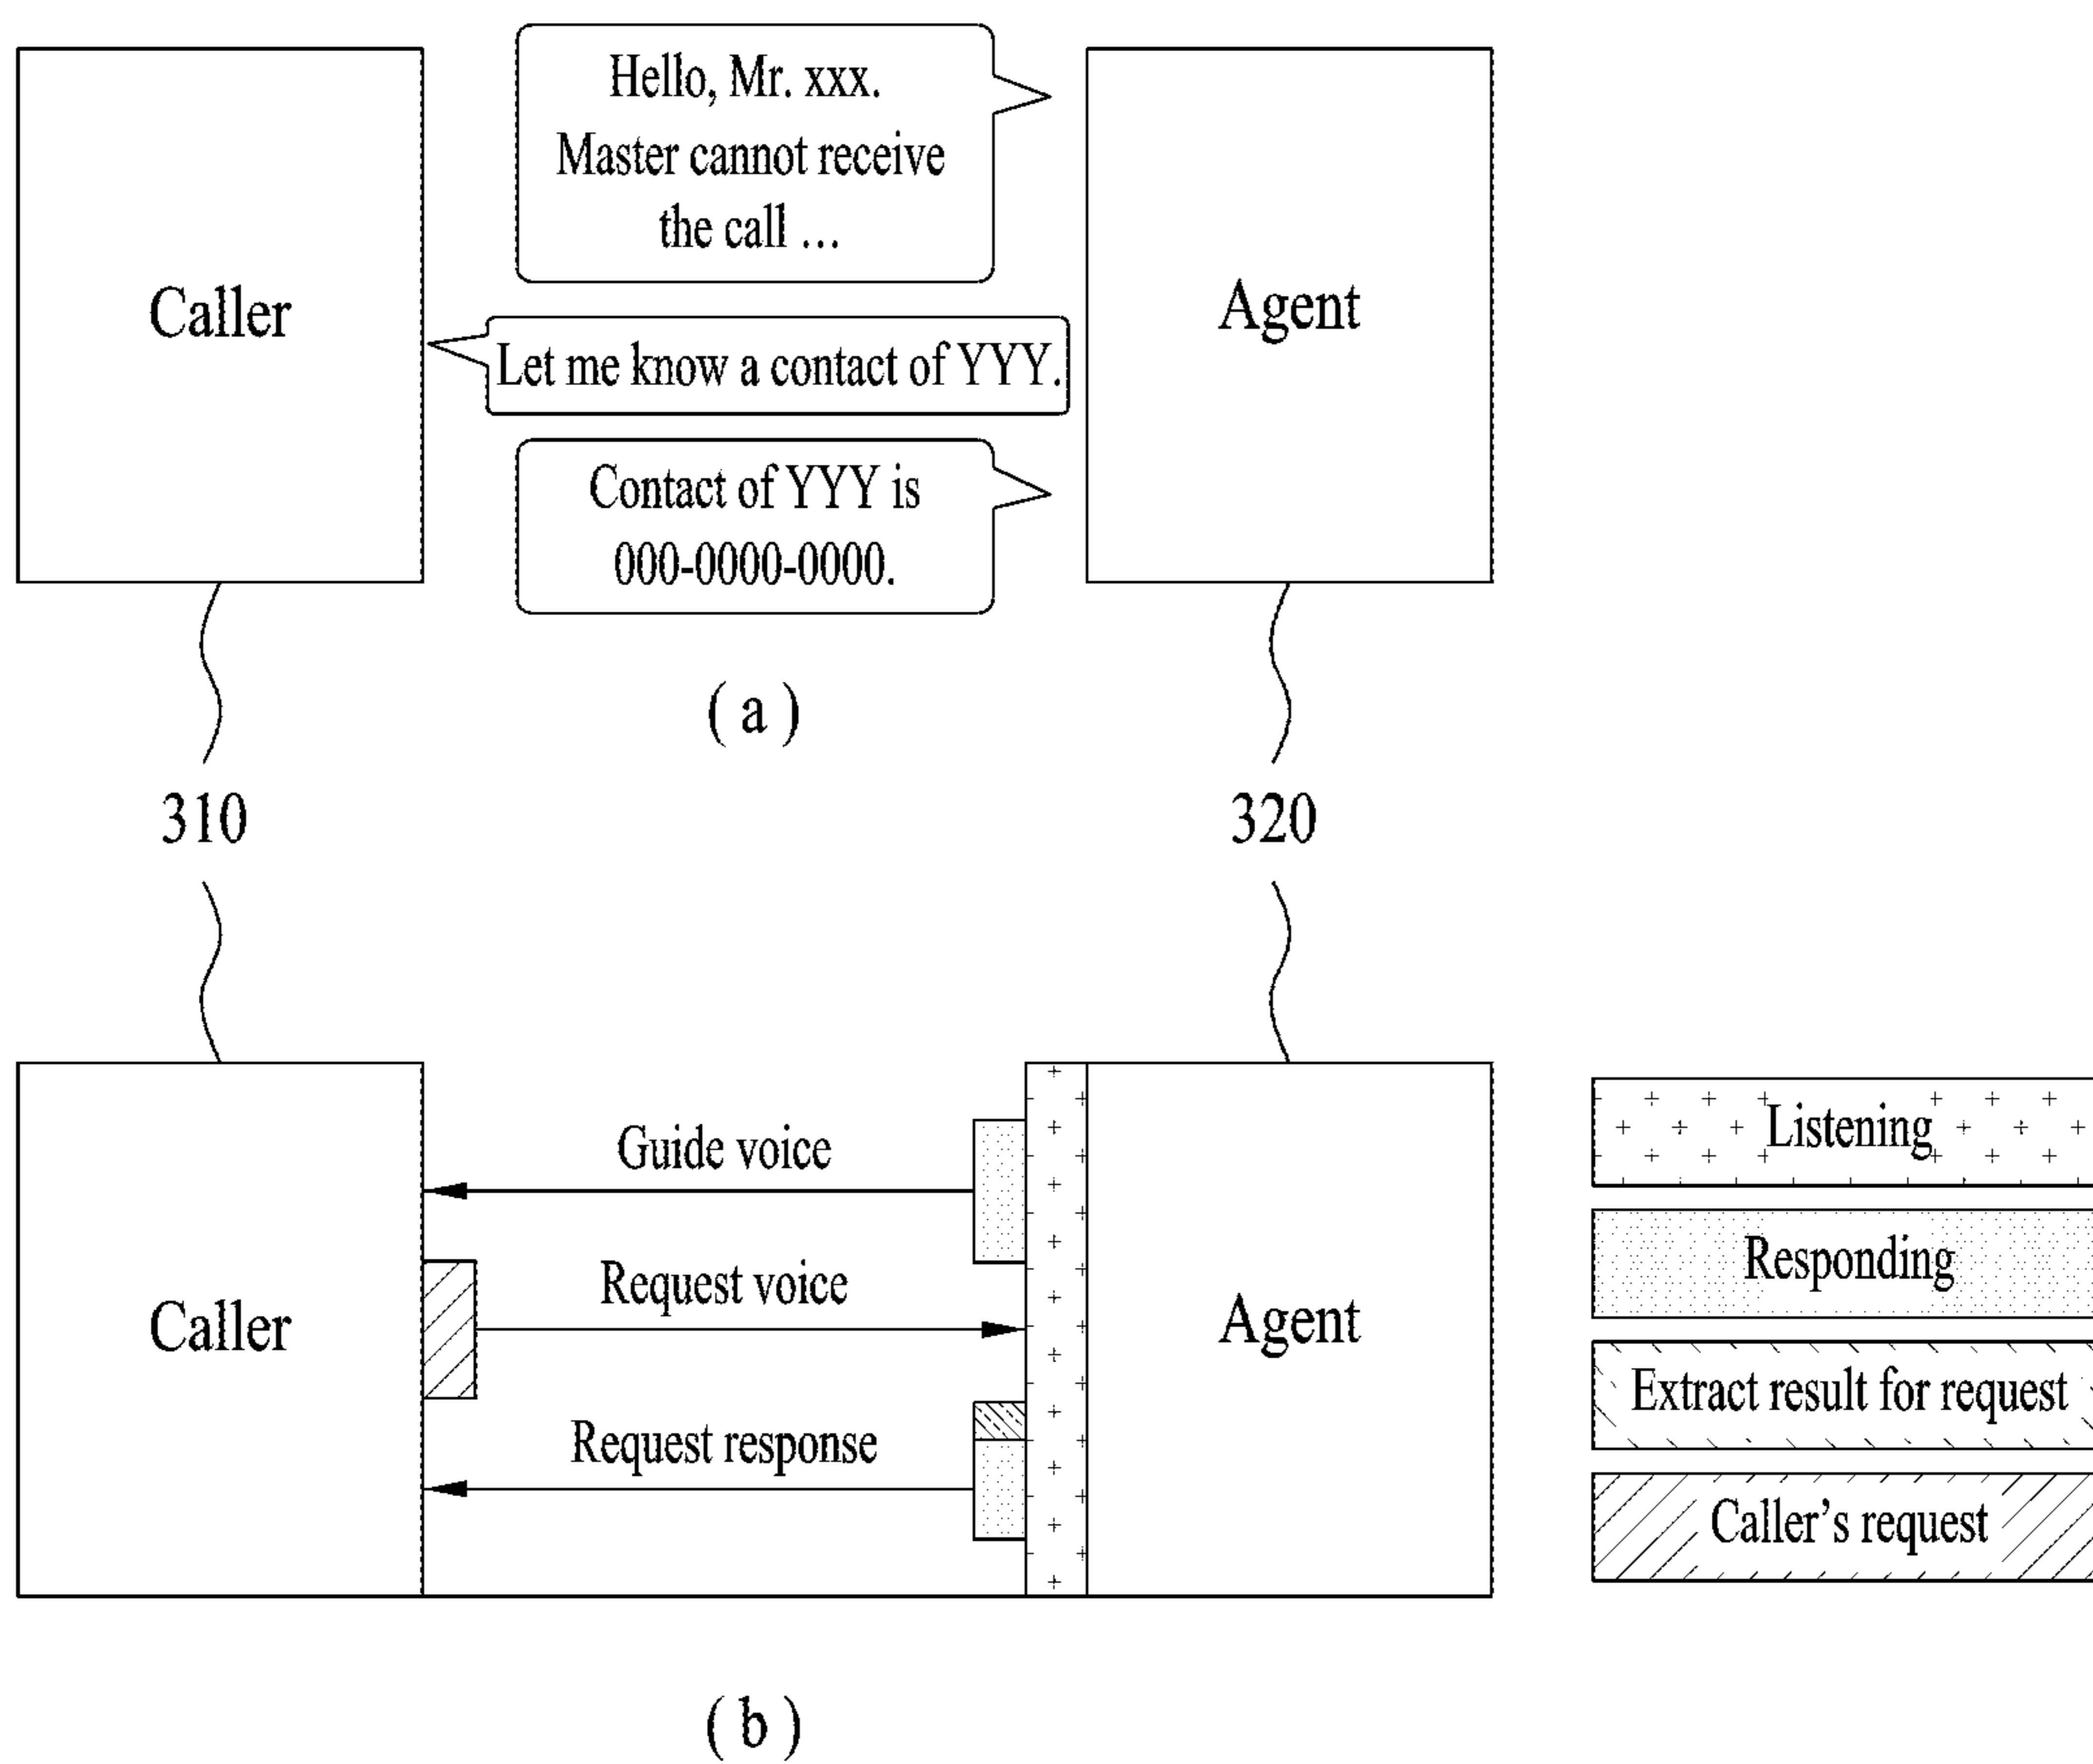 Hello, Mr. xxx.
Master cannot receive
the call ...
Caller
Agent
Let me know a contact of YYY.
Contact of YYY is
000-0000-0000.
( a )
310
320
Guide voice
Request voice
Request response
Caller
Agent
Listening
Responding
Extract result for request
Caller's request
( b )